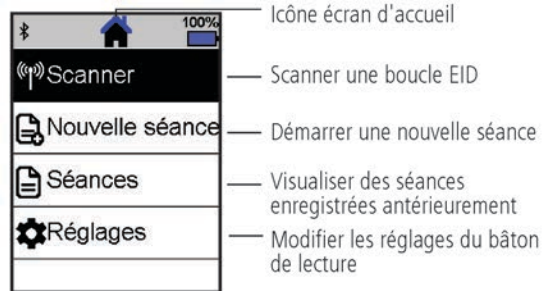 100%
Icône écran d'accueil
Scanner
Scanner une boucle EID
Nouvelle séance
Démarrer une nouvelle séance
Séances
Visualiser des séances
enregistrées antérieurement
Réglages
Modifier les réglages du bâton
de lecture